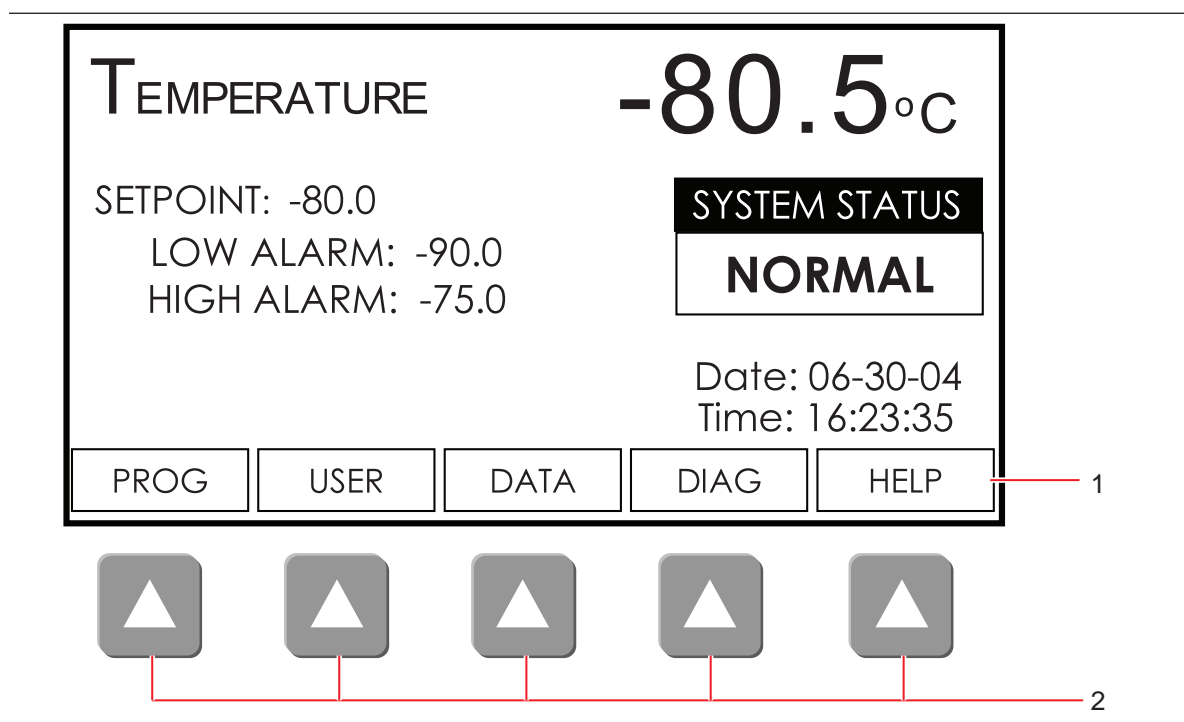 TEMPERATURE -80.5°C
SETPOINT: -80.0
LOW ALARM: -90.0
HIGH ALARM: -75.0
SYSTEM STATUS
NORMAL
Date: 06-30-04
Time: 16:23:35
PROG USER DATA DIAG HELP 1
2